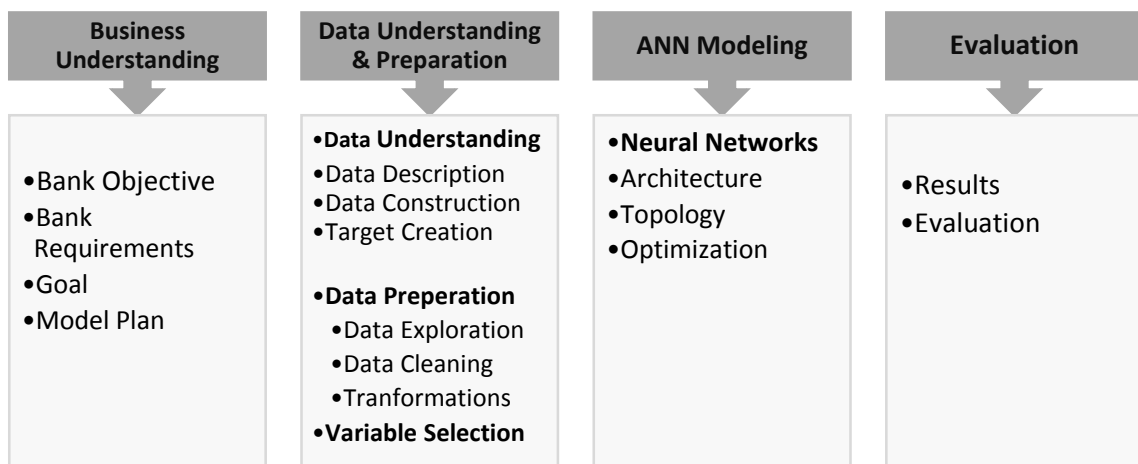 Business
Understanding
•Bank Objective
•Bank
Requirements
•Goal
•Model Plan
Data Understanding
& Preparation
•Data Understanding
•Data Description
•Data Construction
•Target Creation
•Data Preperation
•Data Exploration
•Data Cleaning
•Tranformations
•Variable Selection
ANN Modeling
•Neural Networks
•Architecture
•Topology
•Optimization
Evaluation
•Results
•Evaluation